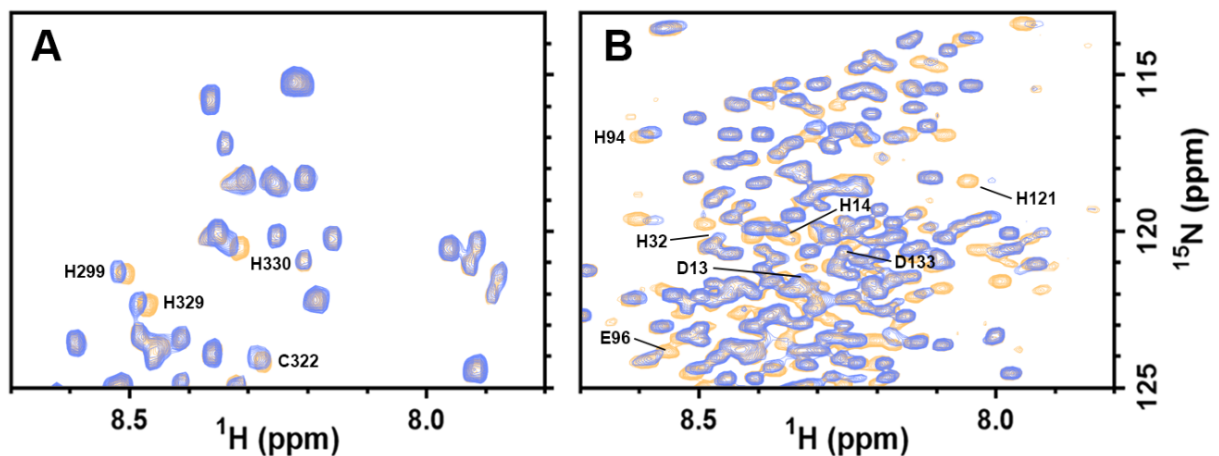 A
H299
H330
H329
C322
8.5
8.0
¹H (ppm)
B
H94
H121
H14
H32
D133
D13
E96
8.5
8.0
¹H (ppm)
115
120
125
¹⁵N (ppm)